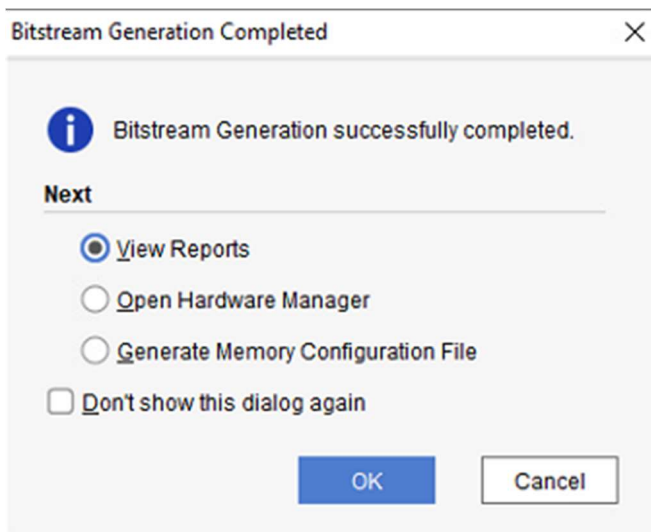 Bitstream Generation Completed
Bitstream Generation successfully completed.
Next
View Reports
Open Hardware Manager
Generate Memory Configuration File
Don't show this dialog again
OK Cancel